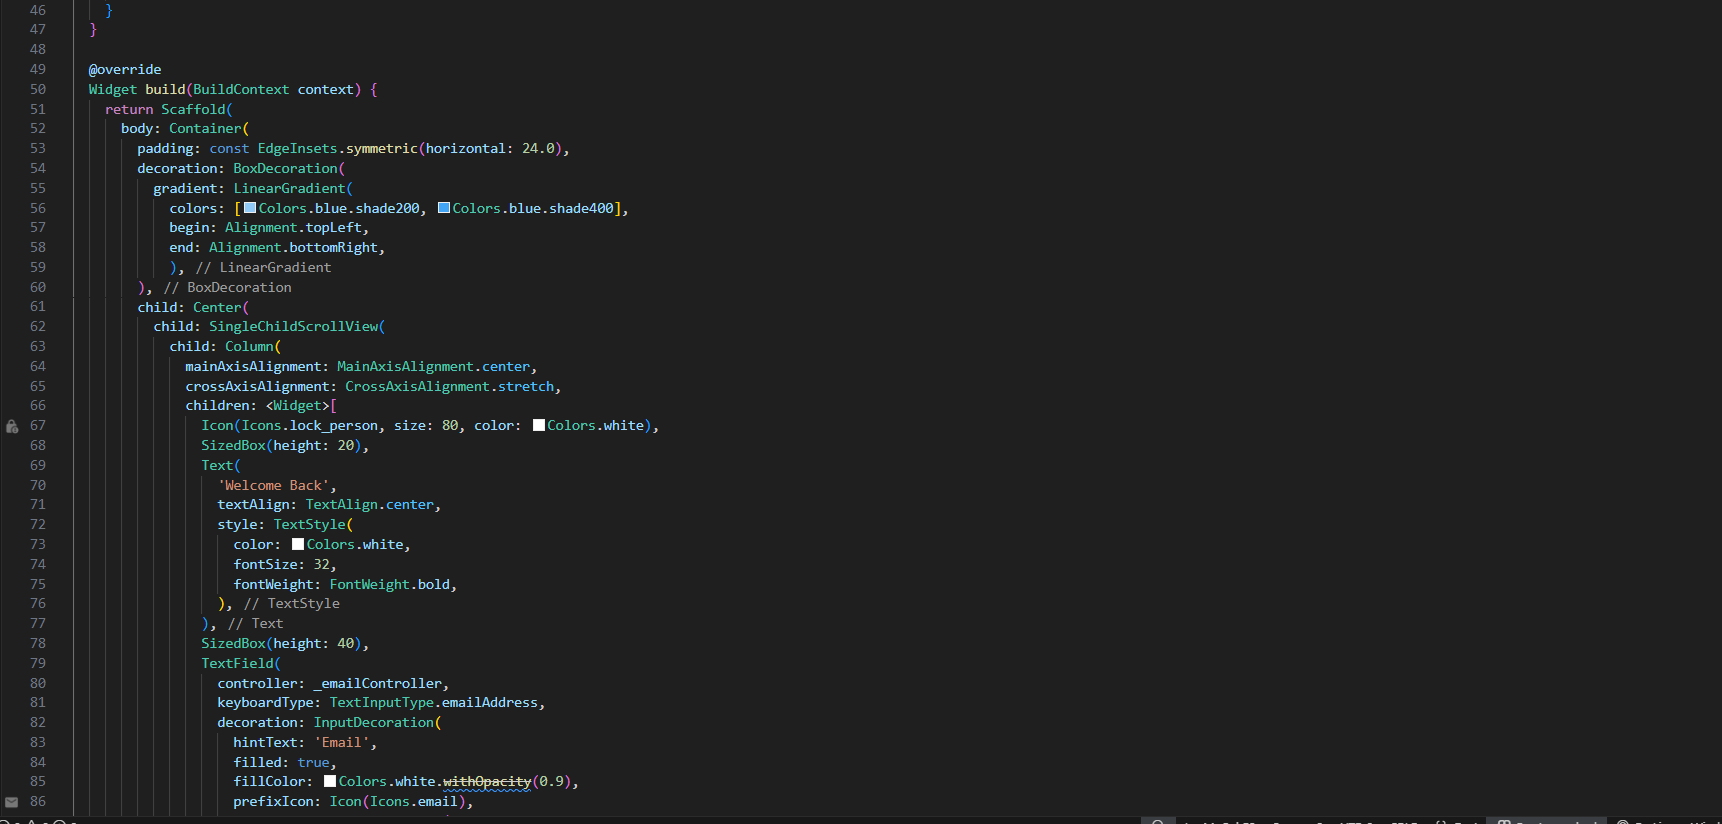 46 }
47 }
48
49 @override
50 Widget build(BuildContext context) {
51 return Scaffold(
52 body: Container(
53 padding: const EdgeInsets.symmetric(horizontal: 24.0),
54 decoration: BoxDecoration(
55 gradient: LinearGradient(
56 colors: [Colors.blue.shade200, Colors.blue.shade400],
57 begin: Alignment.topLeft,
58 end: Alignment.bottomRight,
59 ), // LinearGradient
60 ), // BoxDecoration
61 child: Center(
62 child: SingleChildScrollView(
63 child: Column(
64 mainAxisAlignment: MainAxisAlignment.center,
65 crossAxisAlignment: CrossAxisAlignment.stretch,
66 children: <Widget>[
67 Icon(Icons.lock_person, size: 80, color: Colors.white),
68 SizedBox(height: 20),
69 Text(
70 'Welcome Back',
71 textAlign: TextAlign.center,
72 style: TextStyle(
73 color: Colors.white,
74 fontSize: 32,
75 fontWeight: FontWeight.bold,
76 ), // TextStyle
77 ), // Text
78 SizedBox(height: 40),
79 TextField(
80 controller: _emailController,
81 keyboardType: TextInputType.emailAddress,
82 decoration: InputDecoration(
83 hintText: 'Email',
84 filled: true,
85 fillColor: Colors.white.withOpacity(0.9),
86 prefixIcon: Icon(Icons.email),